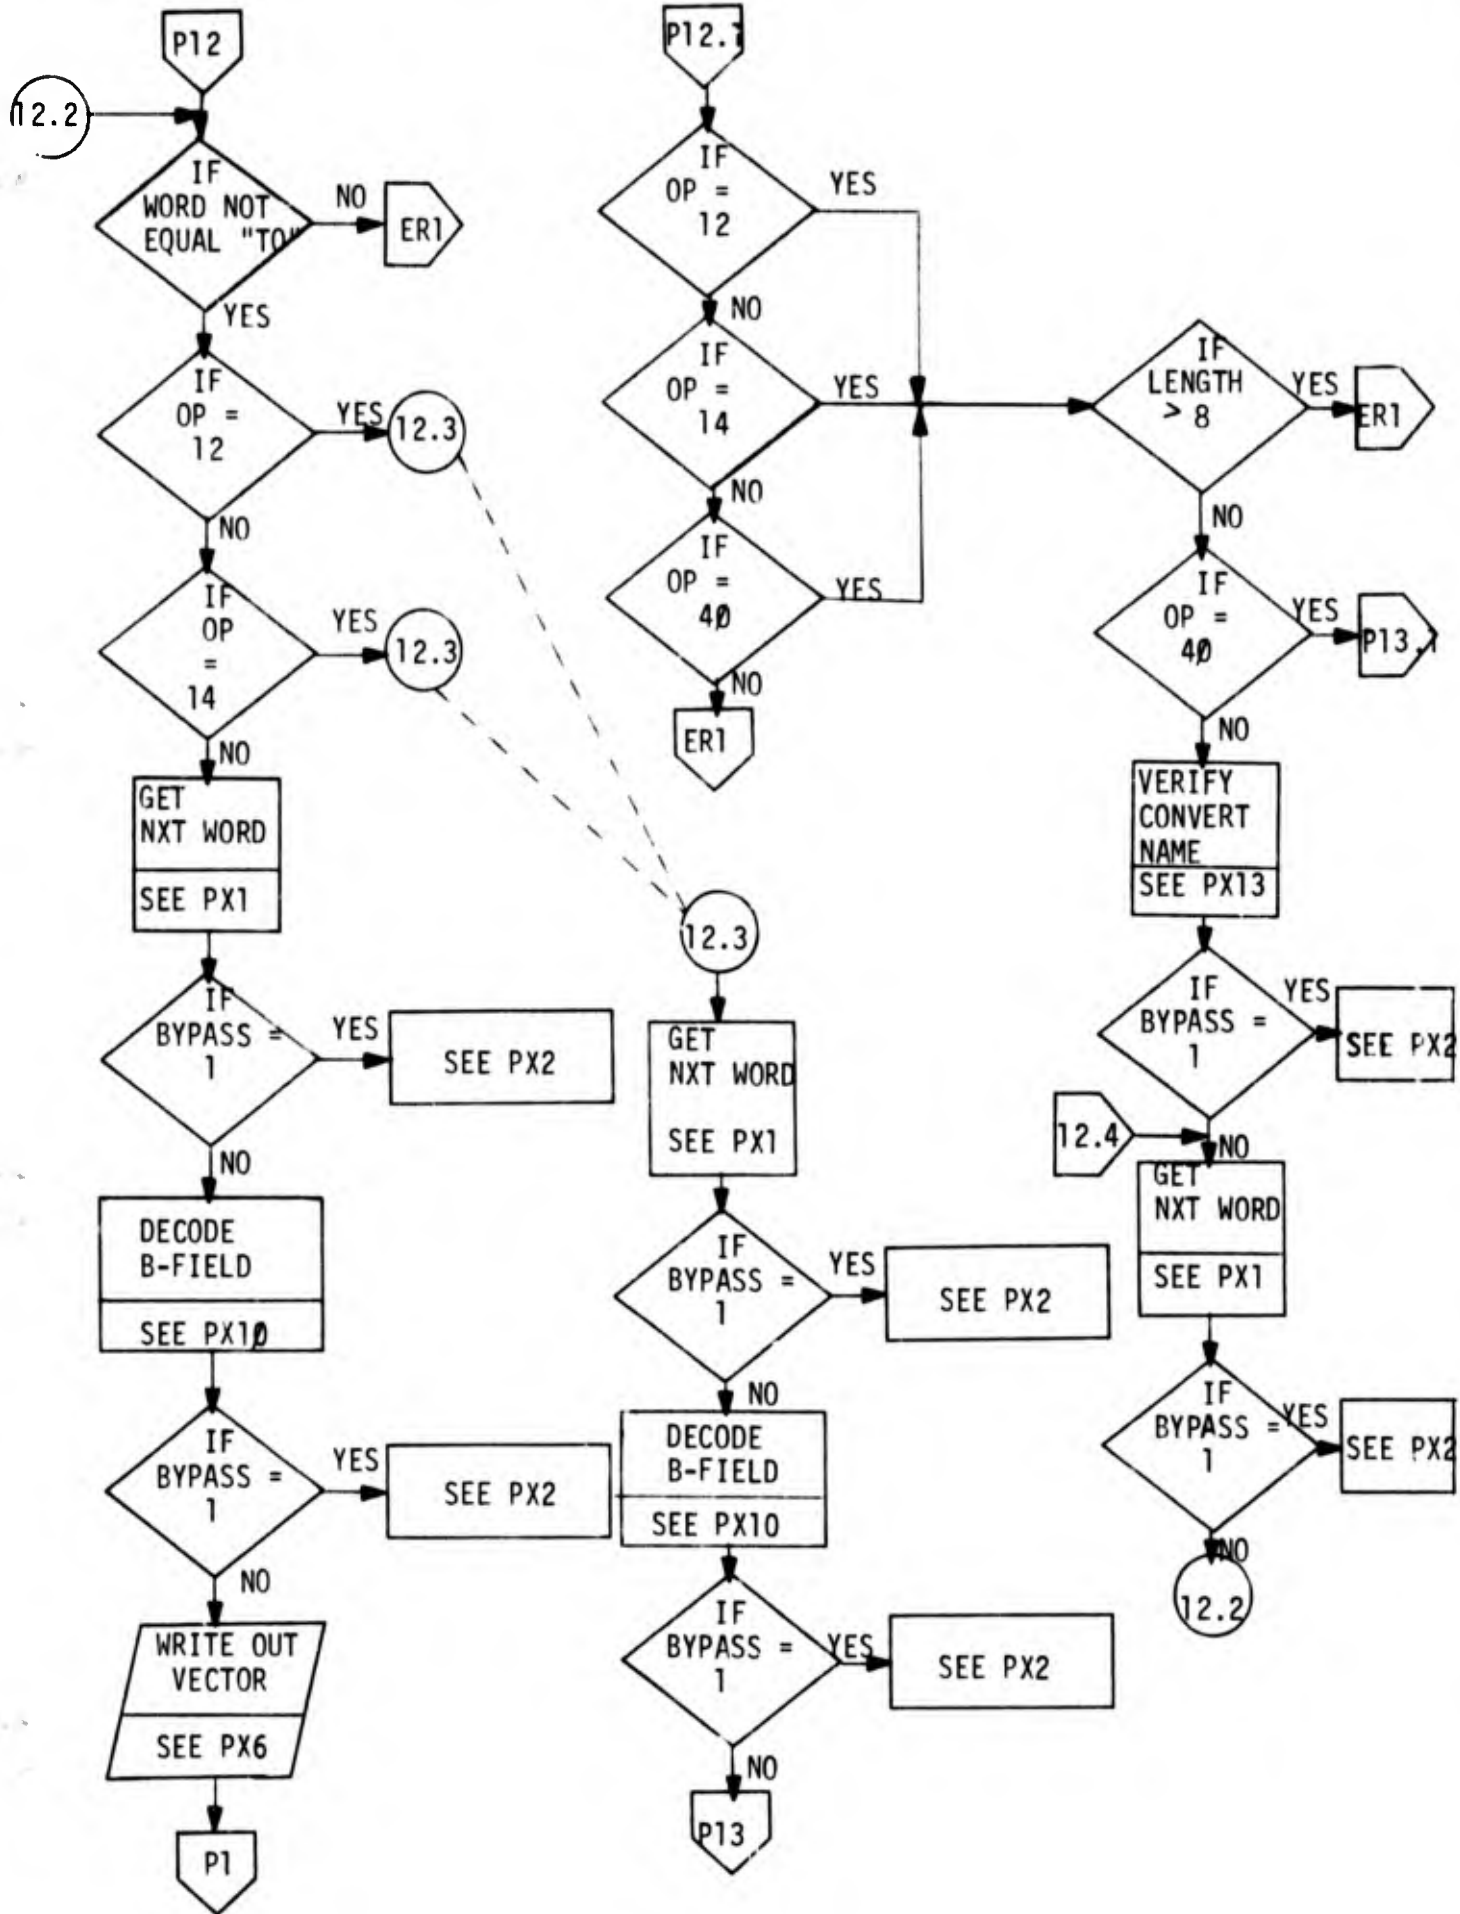 P12
12.2
IF
WORD NOT
EQUAL "TO"
NO
ER1
YES
IF
OP =
12
YES
12.3
NO
IF
OP
=
14
YES
12.3
NO
GET
NXT WORD
SEE PX1
IF
BYPASS =
1
YES
SEE PX2
NO
DECODE
B-FIELD
SEE PX10
IF
BYPASS =
1
YES
SEE PX2
NO
WRITE OUT
VECTOR
SEE PX6
P1
P12.1
IF
OP =
12
YES
NO
IF
OP =
14
YES
NO
IF
OP =
40
YES
NO
ER1
12.3
GET
NXT WORD
SEE PX1
IF
BYPASS =
1
YES
SEE PX2
NO
DECODE
B-FIELD
SEE PX10
IF
BYPASS =
1
YES
SEE PX2
NO
P13
IF
LENGTH
> 8
YES
ER1
NO
IF
OP =
40
YES
P13.1
NO
VERIFY
CONVERT
NAME
SEE PX13
IF
BYPASS =
1
YES
SEE PX2
12.4
NO
GET
NXT WORD
SEE PX1
IF
BYPASS =
1
YES
SEE PX2
NO
12.2